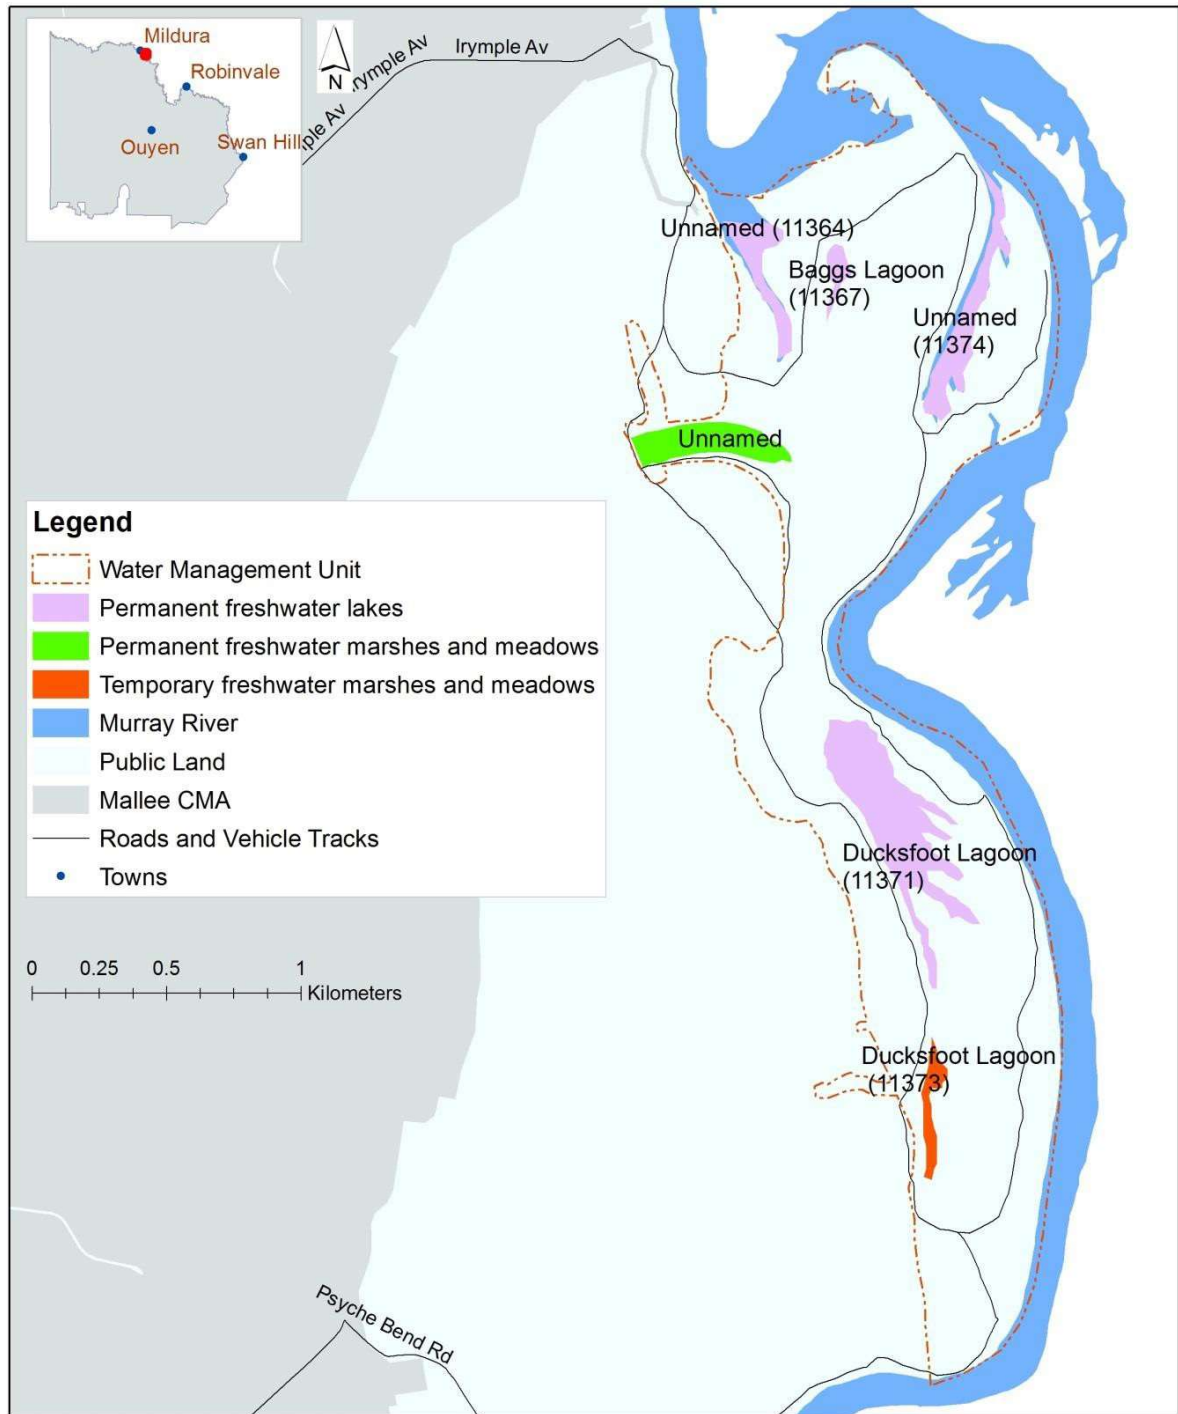 Mildura
Robinvale
Ouyen
Swan Hill
N
Irymple Av
rymple Av
ple Av
Unnamed (11364)
Baggs Lagoon
(11367)
Unnamed
(11374)
Unnamed
Legend
Water Management Unit
Permanent freshwater lakes
Permanent freshwater marshes and meadows
Temporary freshwater marshes and meadows
Murray River
Public Land
Mallee CMA
Roads and Vehicle Tracks
Towns
Ducksfoot Lagoon
(11371)
0 0.25 0.5 1
Kilometers
Ducksfoot Lagoon
(11373)
Psyche Bend Rd